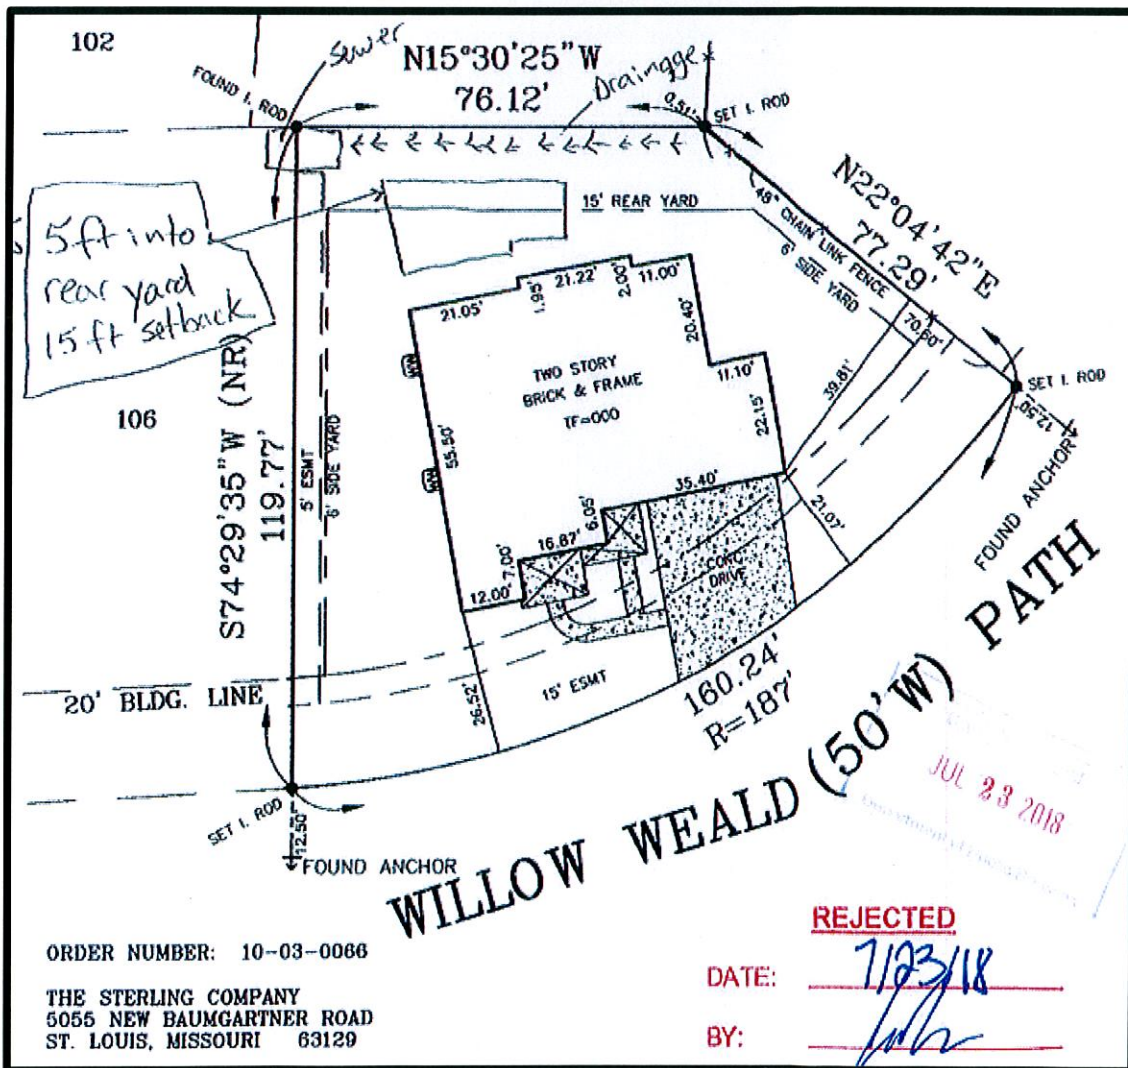 102
Sewer
N15°30'25"W
76.12'
Drainagge
FOUND I. ROD
0.51'
SET I. ROD
N22°04'42"E
77.29'
48" CHAIN LINK FENCE
6' SIDE YARD
15' REAR YARD
5ft into
rear yard
15 ft setback
21.05'
1.95'
21.22'
2.00'
11.00'
20.40'
TWO STORY
BRICK & FRAME
TF=000
11.10'
22.15'
39.81'
70.60'
SET I. ROD
12.50'
FOUND ANCHOR
106
S74°29'35"W (NR)
119.77'
5' ESMT
6' SIDE YARD
WW
55.50'
WW
35.40'
6.05'
16.87'
7.00'
12.00'
CONC
DRIVE
21.07'
20' BLDG. LINE
26.52'
15' ESMT
160.24'
R=187'
WILLOW WEALD (50'W) PATH
SET I. ROD
12.50'
FOUND ANCHOR
JUL 23 2018
ORDER NUMBER: 10-03-0066
THE STERLING COMPANY
5055 NEW BAUMGARTNER ROAD
ST. LOUIS, MISSOURI 63129
REJECTED
DATE: 7/23/18
BY: